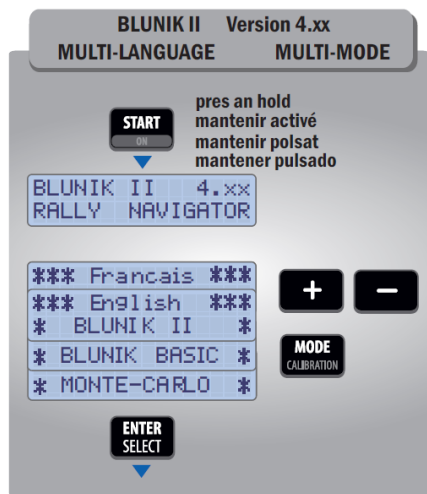 BLUNIK II Version 4.xx
MULTI-LANGUAGE MULTI-MODE
START
ON
pres an hold
mantenir activé
mantenir polsat
mantener pulsado
BLUNIK II 4.xx
RALLY NAVIGATOR
*** Francais ***
*** English ***
* BLUNIK II *
* BLUNIK BASIC *
* MONTE-CARLO *
+ −
MODE
CALIBRATION
ENTER
SELECT